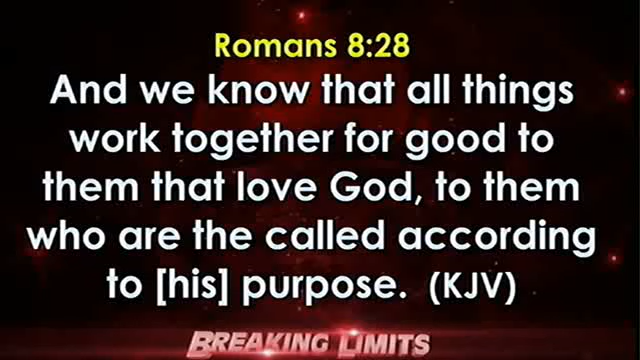 Romans 8:28
And we know that all things
work together for good to
them that love God, to them
who are the called according
to [his] purpose. (KJV)
BREAKING LIMITS